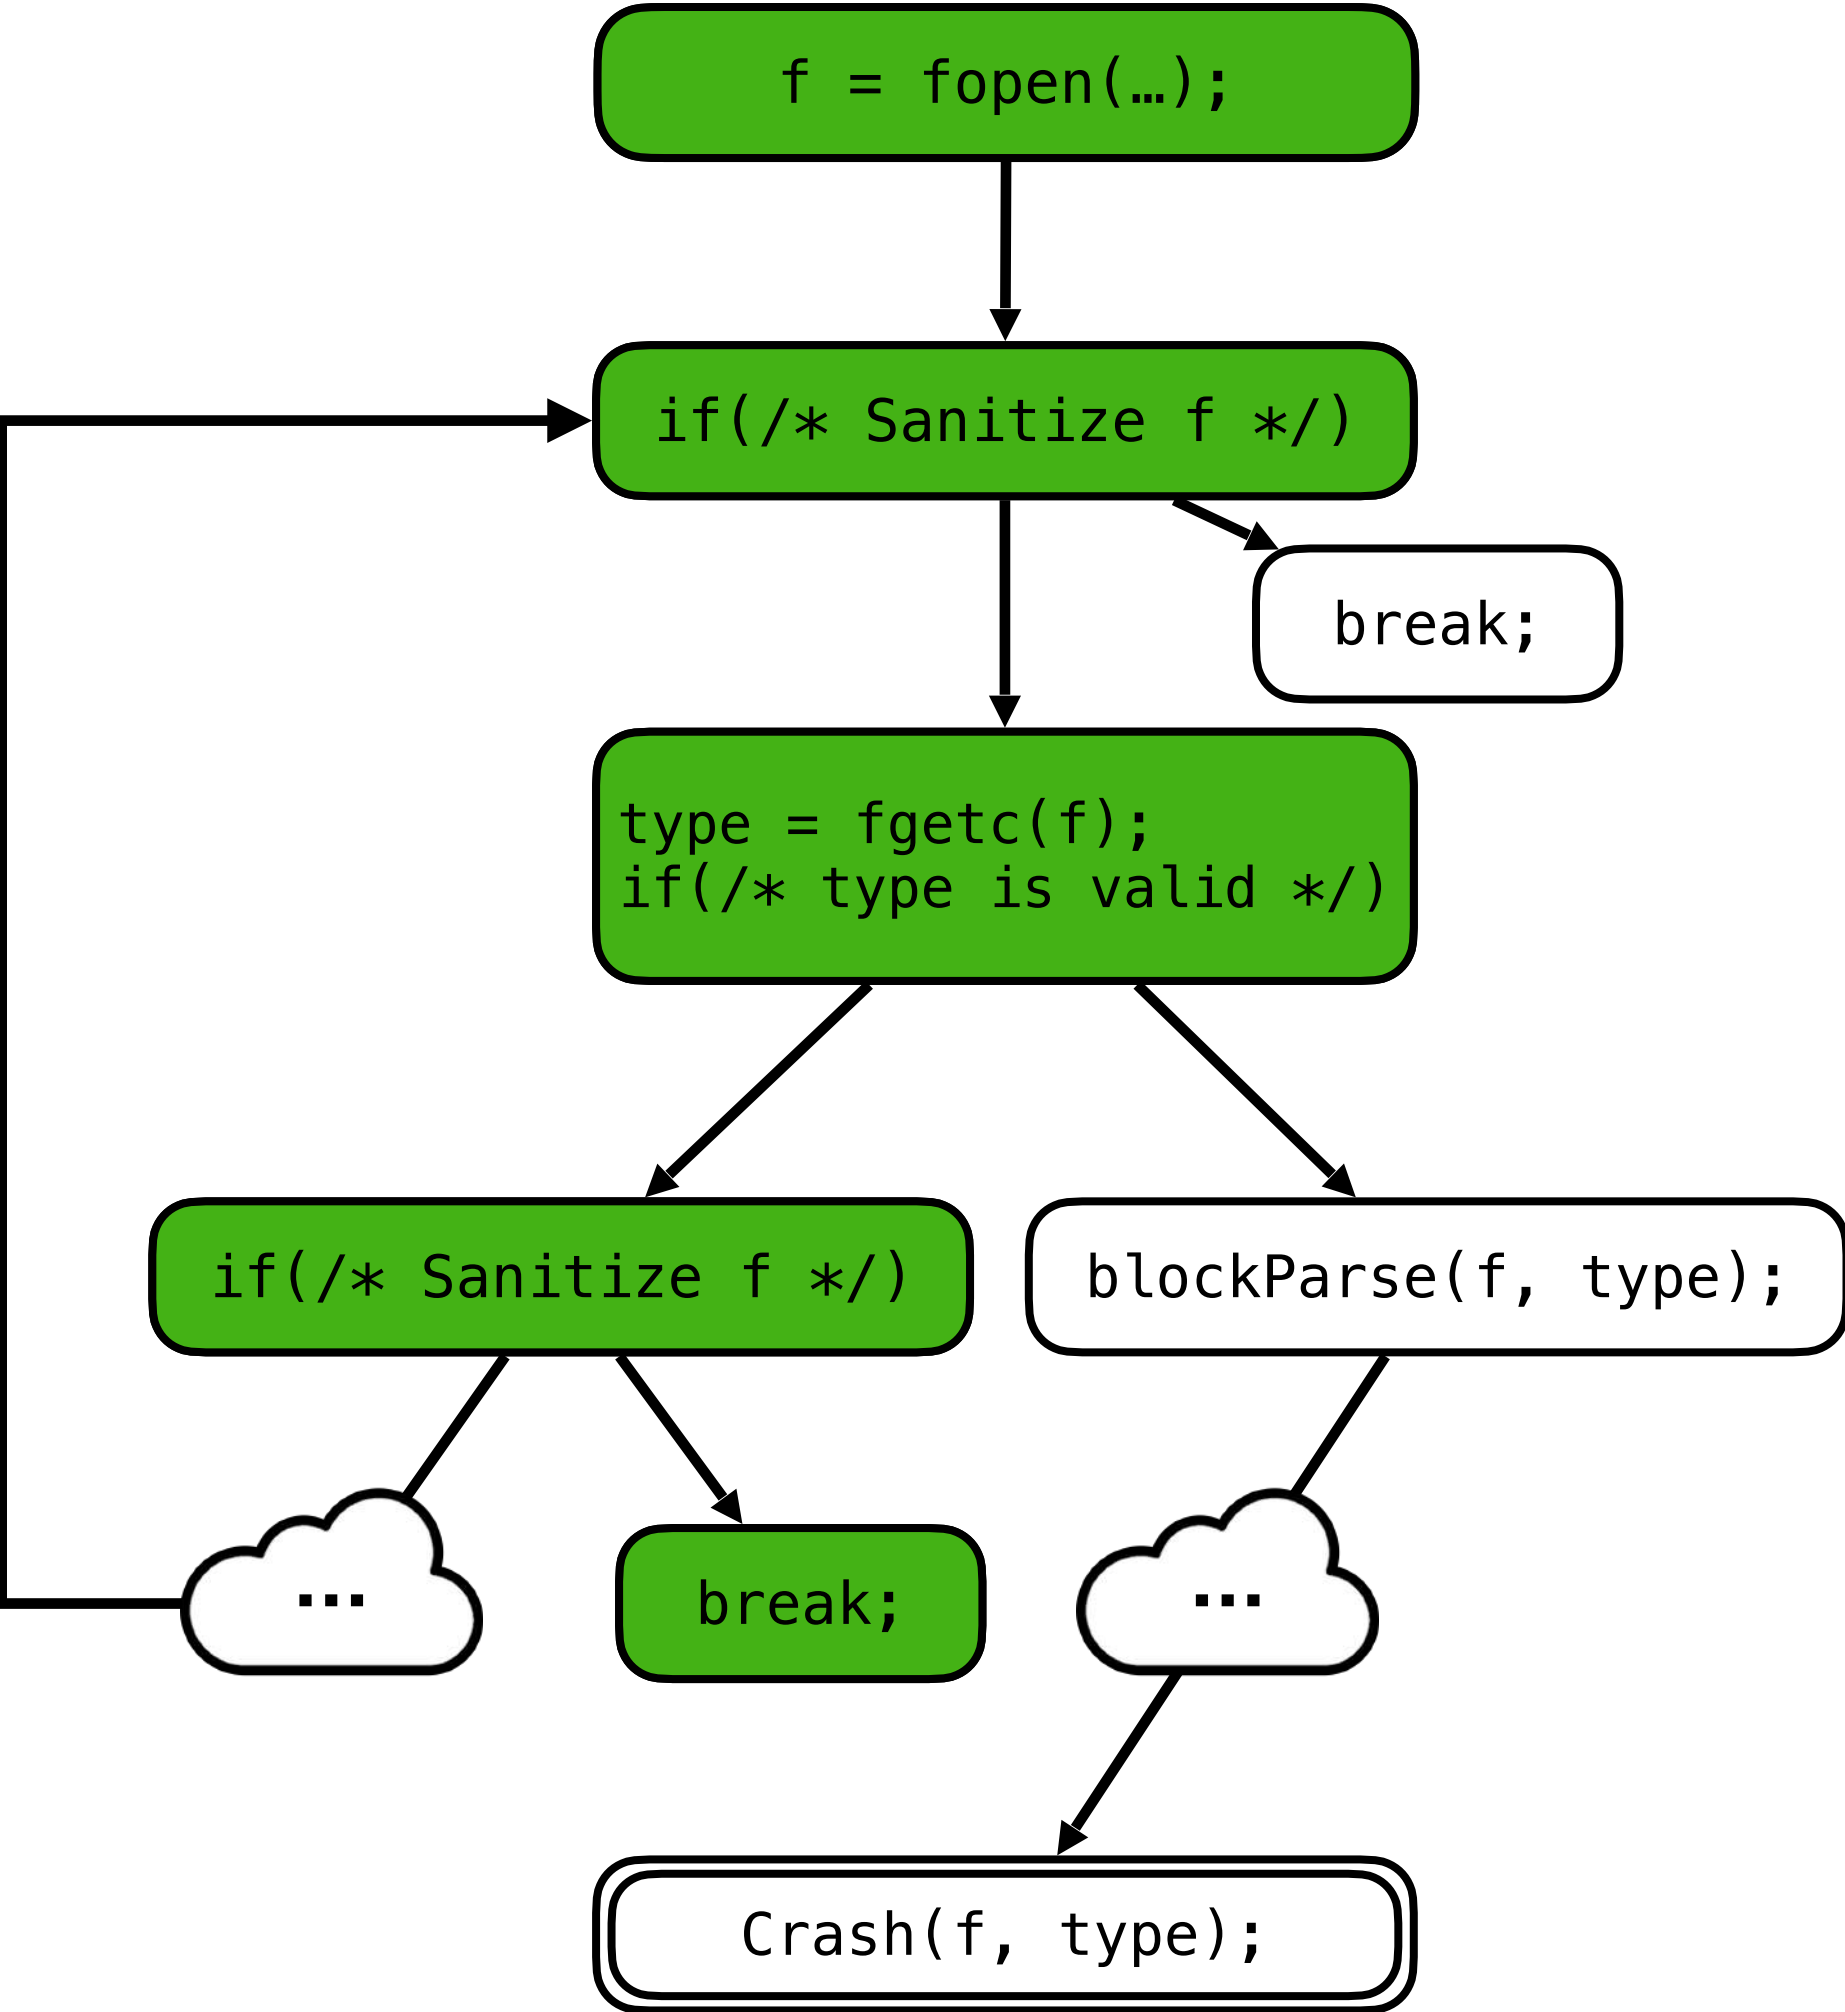 f = fopen(…);
if(/* Sanitize f */)
break;
type = fgetc(f);
if(/* type is valid */)
if(/* Sanitize f */)
blockParse(f, type);
...
break;
...
Crash(f, type);